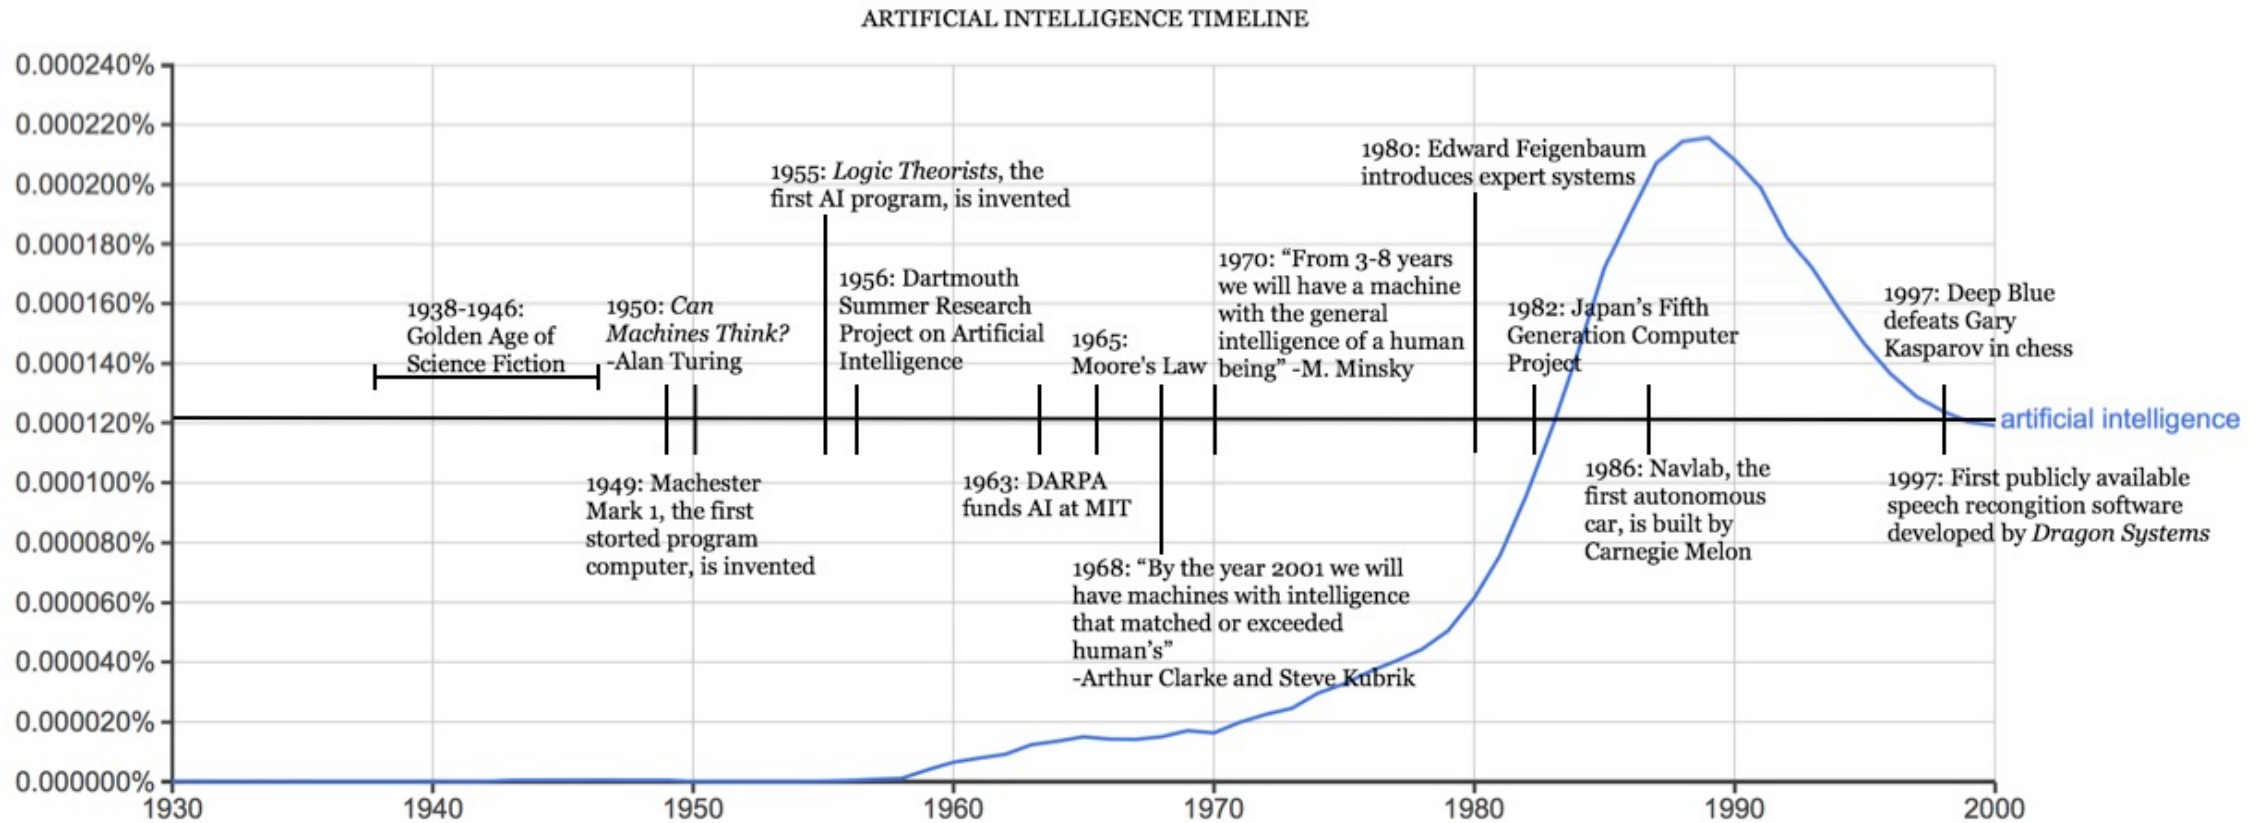 ARTIFICIAL INTELLIGENCE TIMELINE
0.000240%
0.000220%
0.000200%
0.000180%
0.000160%
0.000140%
0.000120%
0.000100%
0.000080%
0.000060%
0.000040%
0.000020%
0.000000%
1938-1946:
Golden Age of
Science Fiction
1950: Can
Machines Think?
-Alan Turing
1949: Machester
Mark 1, the first
storted program
computer, is invented
1955: Logic Theorists, the
first AI program, is invented
1956: Dartmouth
Summer Research
Project on Artificial
Intelligence
1963: DARPA
funds AI at MIT
1965:
Moore's Law
1968: “By the year 2001 we will
have machines with intelligence
that matched or exceeded
human’s”
-Arthur Clarke and Steve Kubrik
1970: “From 3-8 years
we will have a machine
with the general
intelligence of a human
being” -M. Minsky
1980: Edward Feigenbaum
introduces expert systems
1982: Japan’s Fifth
Generation Computer
Project
1986: Navlab, the
first autonomous
car, is built by
Carnegie Melon
1997: Deep Blue
defeats Gary
Kasparov in chess
artificial intelligence
1997: First publicly available
speech recongition software
developed by Dragon Systems
1930
1940
1950
1960
1970
1980
1990
2000